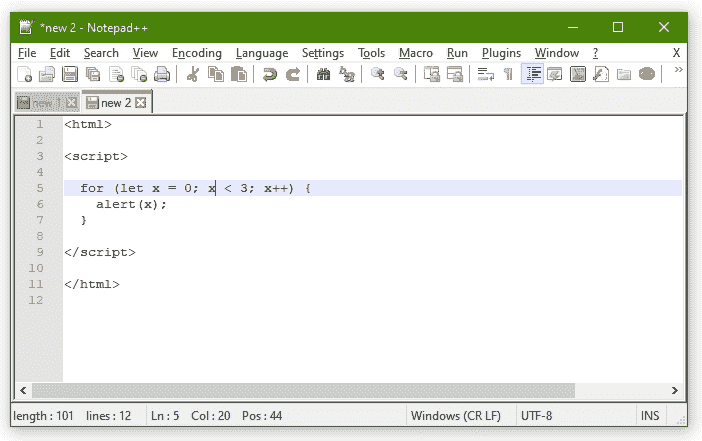 *new 2 - Notepad++
File Edit Search View Encoding Language Settings Tools Macro Run Plugins Window ? X
new 1 new 2
1 <html>
2
3 <script>
4
5 for (let x = 0; x < 3; x++) {
6 alert(x);
7 }
8
9 </script>
10
11 </html>
12
length : 101 lines : 12 Ln : 5 Col : 20 Pos : 44 Windows (CR LF) UTF-8 INS